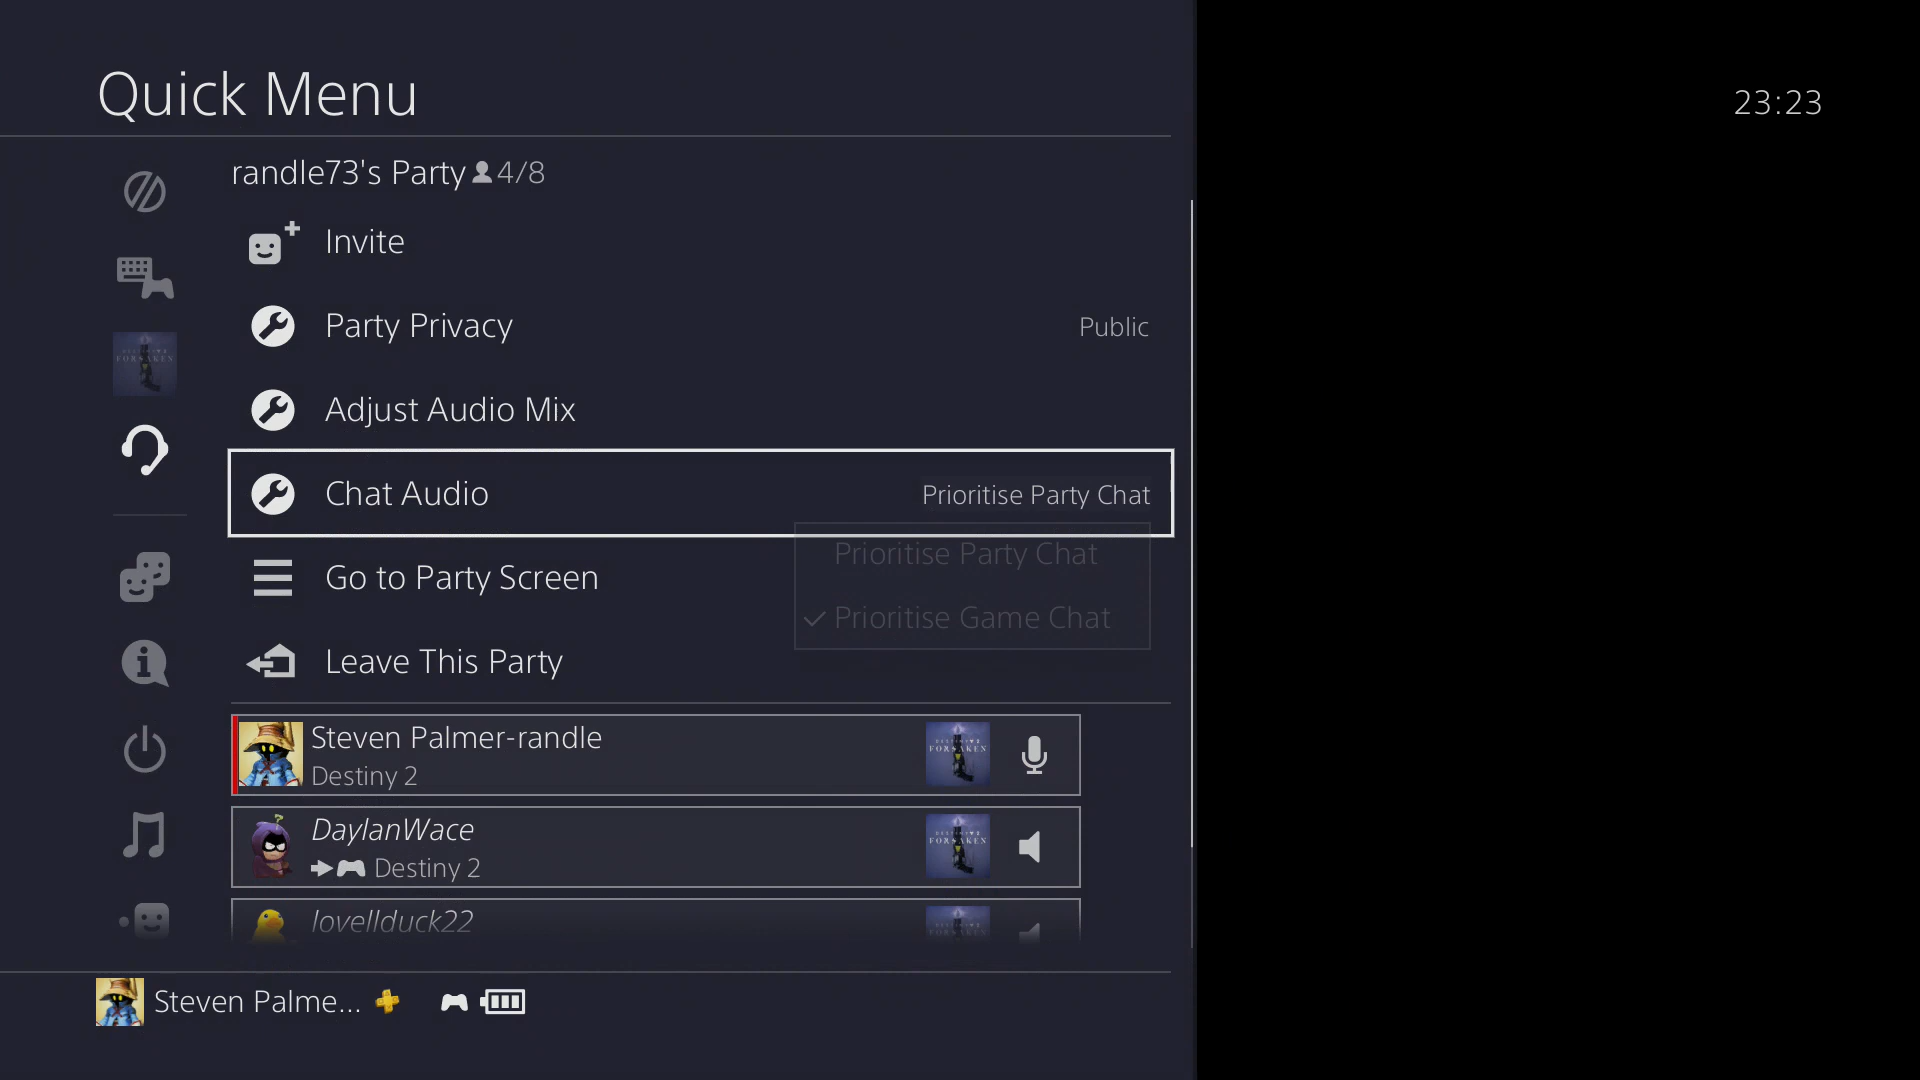 Quick Menu
23:23
randle73's Party 4/8
Invite
Party Privacy
Public
Adjust Audio Mix
Chat Audio
Prioritise Party Chat
Prioritise Party Chat
Go to Party Screen
Prioritise Game Chat
Leave This Party
Steven Palmer-randle
Destiny 2
FORSAKEN
DaylanWace
Destiny 2
FORSAKEN
lovellduck22
Steven Palme...